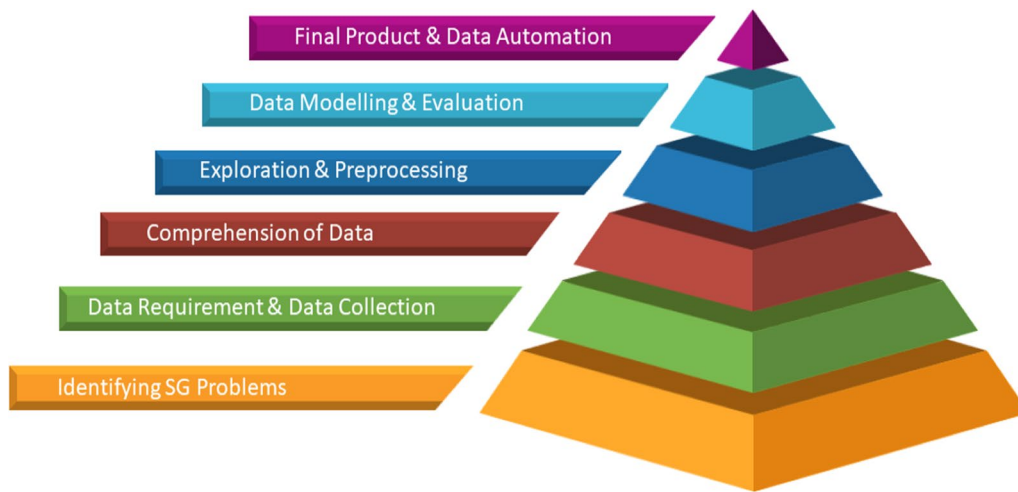 Final Product & Data Automation
Data Modelling & Evaluation
Exploration & Preprocessing
Comprehension of Data
Data Requirement & Data Collection
Identifying SG Problems